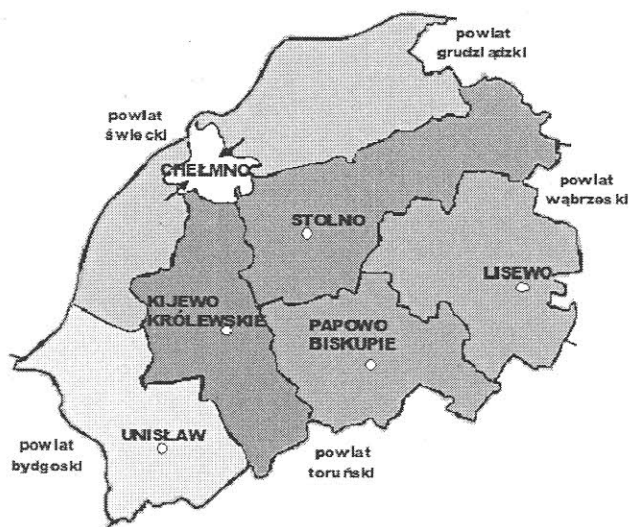 powiat
grudziądzki
powiat
świecki
CHEŁMNO
powiat
wąbrzeski
STOLNO
LISEWO
KIJEWO
KRÓLEWSKIE
PAPOWO
BISKUPIE
UNISŁAW
powiat
bydgoski
powiat
toruński